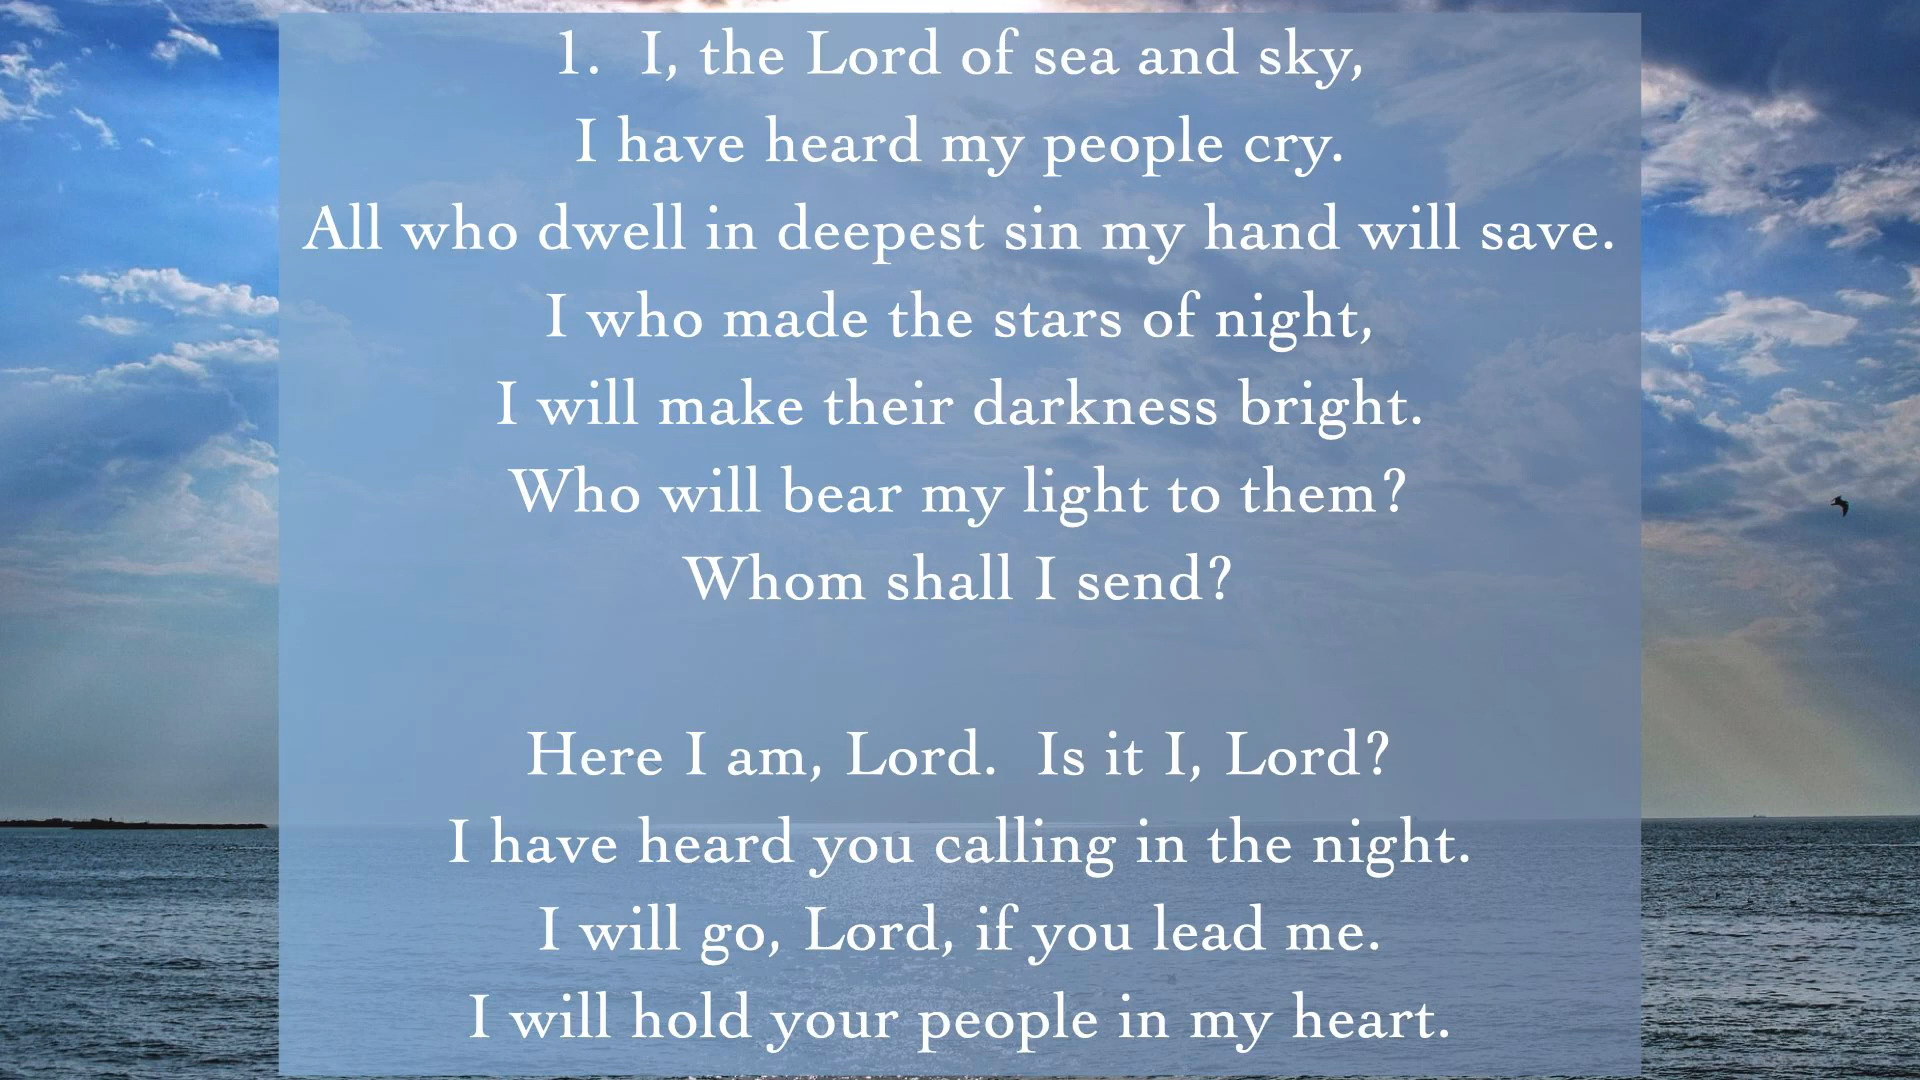 1.  I, the Lord of sea and sky,
I have heard my people cry.
All who dwell in deepest sin my hand will save.
I who made the stars of night,
I will make their darkness bright.
Who will bear my light to them?
Whom shall I send?
Here I am, Lord.  Is it I, Lord?
I have heard you calling in the night.
I will go, Lord, if you lead me.
I will hold your people in my heart.